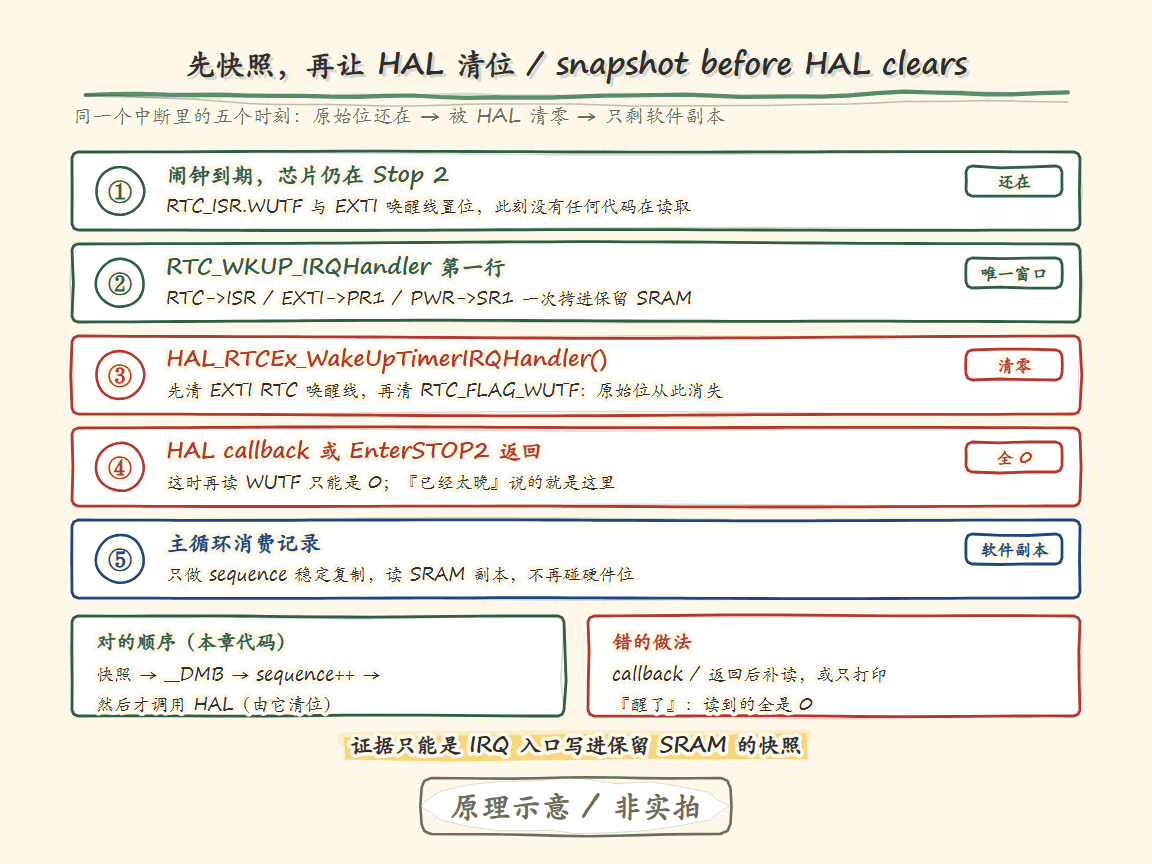 先快照，再让 HAL 清位 / snapshot before HAL clears
同一个中断里的五个时刻：原始位还在 → 被 HAL 清零 → 只剩软件副本
① 闹钟到期，芯片仍在 Stop 2 还在
RTC_ISR.WUTF 与 EXTI 唤醒线置位，此刻没有任何代码在读取
② RTC_WKUP_IRQHandler 第一行 唯一窗口
RTC->ISR / EXTI->PR1 / PWR->SR1 一次拷进保留 SRAM
③ HAL_RTCEx_WakeUpTimerIRQHandler() 清零
先清 EXTI RTC 唤醒线，再清 RTC_FLAG_WUTF：原始位从此消失
④ HAL callback 或 EnterSTOP2 返回 全 0
这时再读 WUTF 只能是 0；『已经太晚』说的就是这里
⑤ 主循环消费记录 软件副本
只做 sequence 稳定复制，读 SRAM 副本，不再碰硬件位
对的顺序（本章代码）
快照 → __DMB → sequence++ →
然后才调用 HAL（由它清位）
错的做法
callback / 返回后补读，或只打印
『醒了』：读到的全是 0
证据只能是 IRQ 入口写进保留 SRAM 的快照
原理示意 / 非实拍